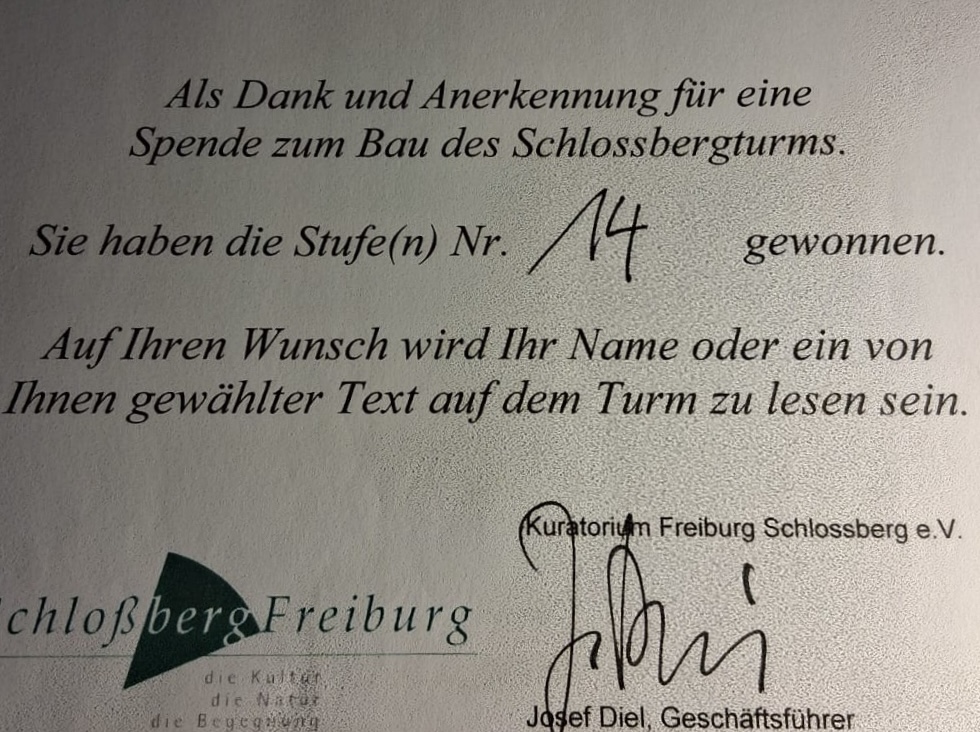 Als Dank und Anerkennung für eine
Spende zum Bau des Schlossbergturms.
Sie haben die Stufe(n) Nr. 14 gewonnen.
Auf Ihren Wunsch wird Ihr Name oder ein von
Ihnen gewählter Text auf dem Turm zu lesen sein.
Kuratorium Freiburg Schlossberg e.V.
chloßberg Freiburg
die Kultur
die Natur
die Begegnung
Josef Diel, Geschäftsführer